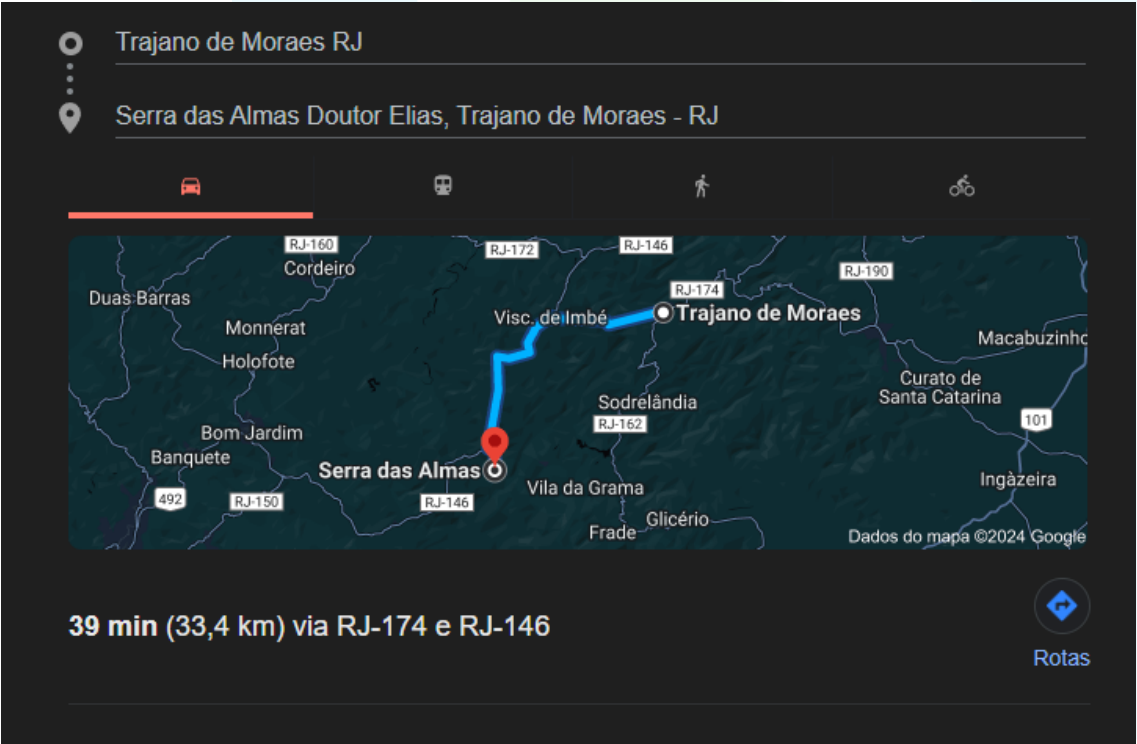 Trajano de Moraes RJ
Serra das Almas Doutor Elias, Trajano de Moraes - RJ
RJ-160
RJ-172
RJ-146
Cordeiro
RJ-190
RJ-174
Duas Barras
Visc. de Imbé
Trajano de Moraes
Monnerat
Macabuzinho
Holofote
Curato de
Santa Catarina
Sodrelândia
RJ-162
101
Bom Jardim
Banquete
Serra das Almas
Ingàzeira
Vila da Grama
492
RJ-150
RJ-146
Glicério
Frade
Dados do mapa ©2024 Google
39 min (33,4 km) via RJ-174 e RJ-146
Rotas